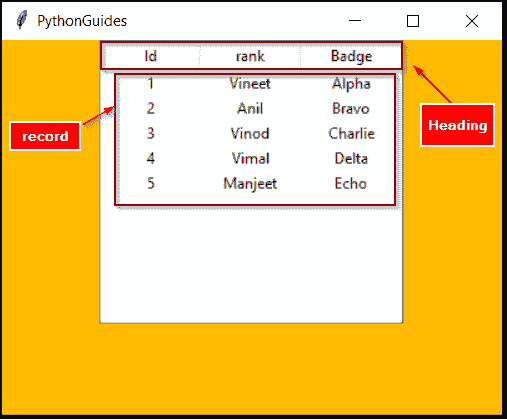 PythonGuides
Id rank Badge
1 Vineet Alpha
2 Anil Bravo
3 Vinod Charlie
4 Vimal Delta
5 Manjeet Echo
record
Heading